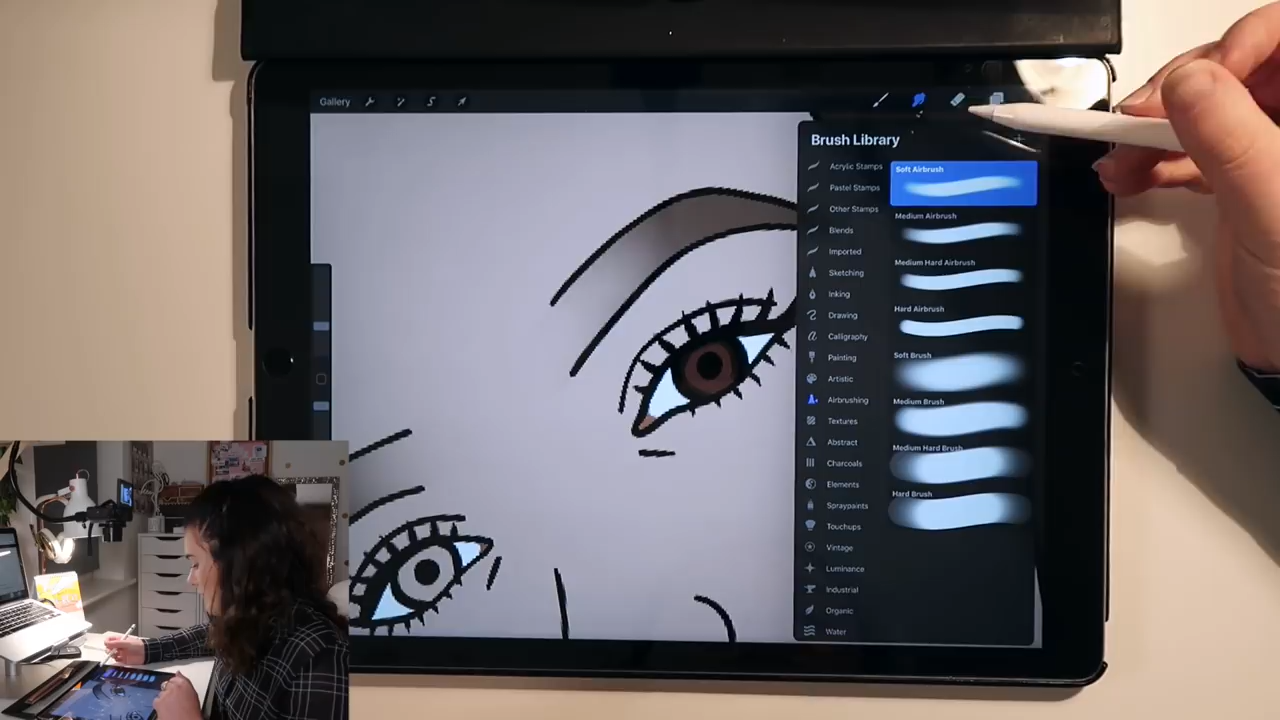 Gallery
Brush Library
Acrylic Stamps
Pastel Stamps
Other Stamps
Blends
Imported
Sketching
Inking
Drawing
Calligraphy
Painting
Artistic
Airbrushing
Textures
Abstract
Charcoals
Elements
Spraypaints
Touchups
Vintage
Luminance
Industrial
Organic
Water
Soft Airbrush
Medium Airbrush
Medium Hard Airbrush
Hard Airbrush
Soft Brush
Medium Brush
Medium Hard Brush
Hard Brush